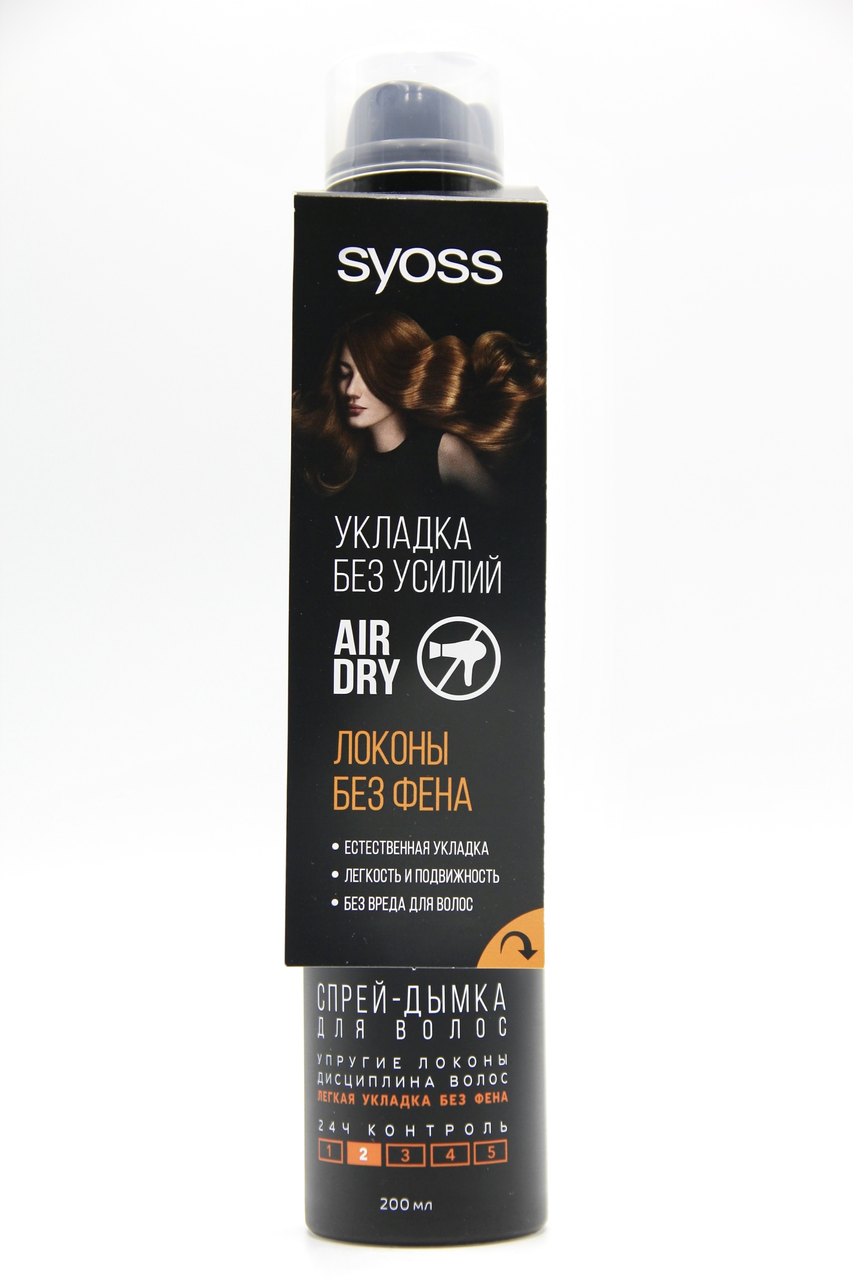 syoss
УКЛАДКА
БЕЗ УСИЛИЙ
AIR
DRY
ЛОКОНЫ
БЕЗ ФЕНА
• ЕСТЕСТВЕННАЯ УКЛАДКА
• ЛЕГКОСТЬ И ПОДВИЖНОСТЬ
• БЕЗ ВРЕДА ДЛЯ ВОЛОС
СПРЕЙ-ДЫМКА
ДЛЯ ВОЛОС
УПРУГИЕ ЛОКОНЫ
ДИСЦИПЛИНА ВОЛОС
ЛЕГКАЯ УКЛАДКА БЕЗ ФЕНА
24Ч КОНТРОЛЬ
1 2 3 4 5
200 мл